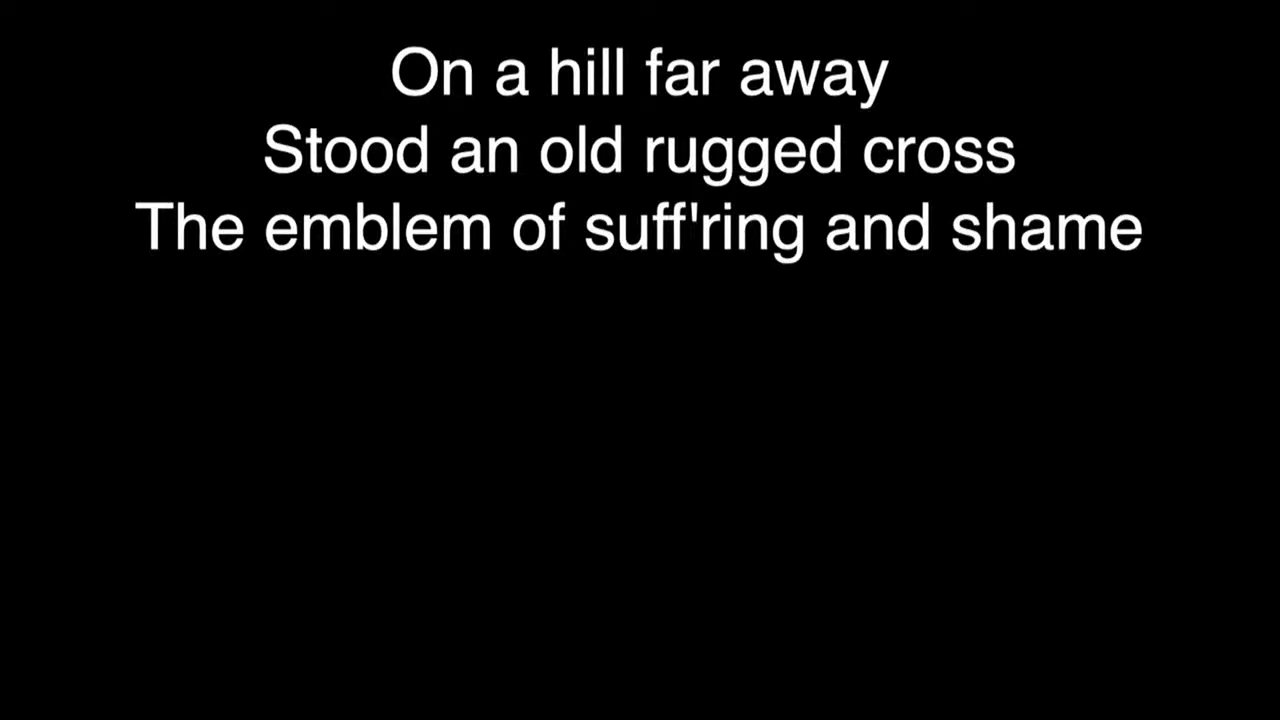 On a hill far away
Stood an old rugged cross
The emblem of suff'ring and shame